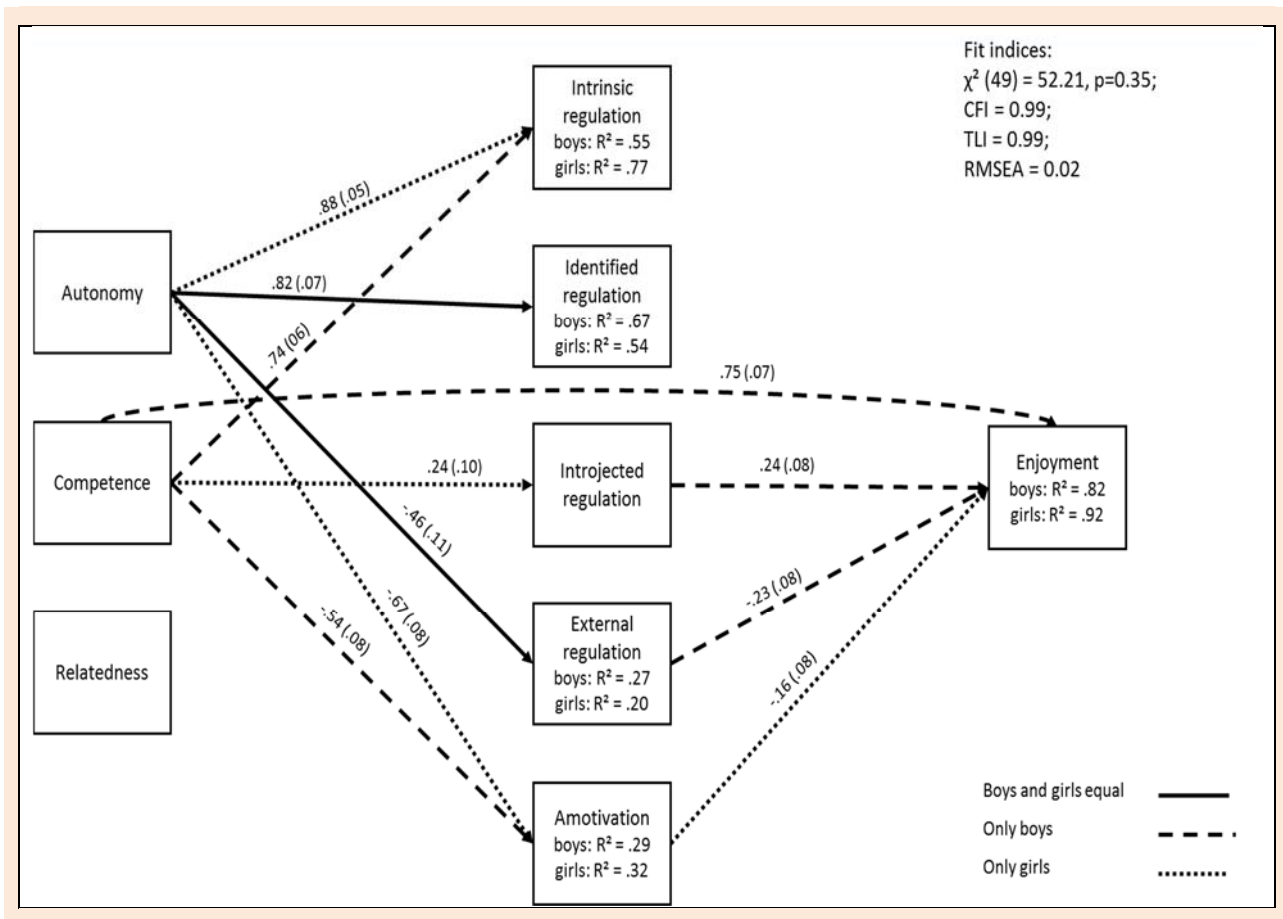 Fit indices:
χ² (49) = 52.21, p=0.35;
CFI = 0.99;
TLI = 0.99;
RMSEA = 0.02
Intrinsic
regulation
boys: R² = .55
girls: R² = .77
.88 (.05)
Autonomy
.82 (.07)
Identified
regulation
boys: R² = .67
girls: R² = .54
.74 (06)
.75 (.07)
Competence
.24 (.10)
Introjected
regulation
.24 (.08)
Enjoyment
boys: R² = .82
girls: R² = .92
-.46 (.11)
-.67 (.08)
-.54 (.08)
-.23 (.08)
-.16 (.08)
Relatedness
External
regulation
boys: R² = .27
girls: R² = .20
Amotivation
boys: R² = .29
girls: R² = .32
Boys and girls equal
Only boys
Only girls